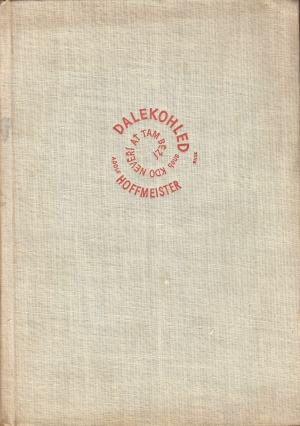 DALEKOHLED
KDO NEVĚŘÍ AŤ TAM BĚŽÍ
ADOLF
HOFFMEISTER